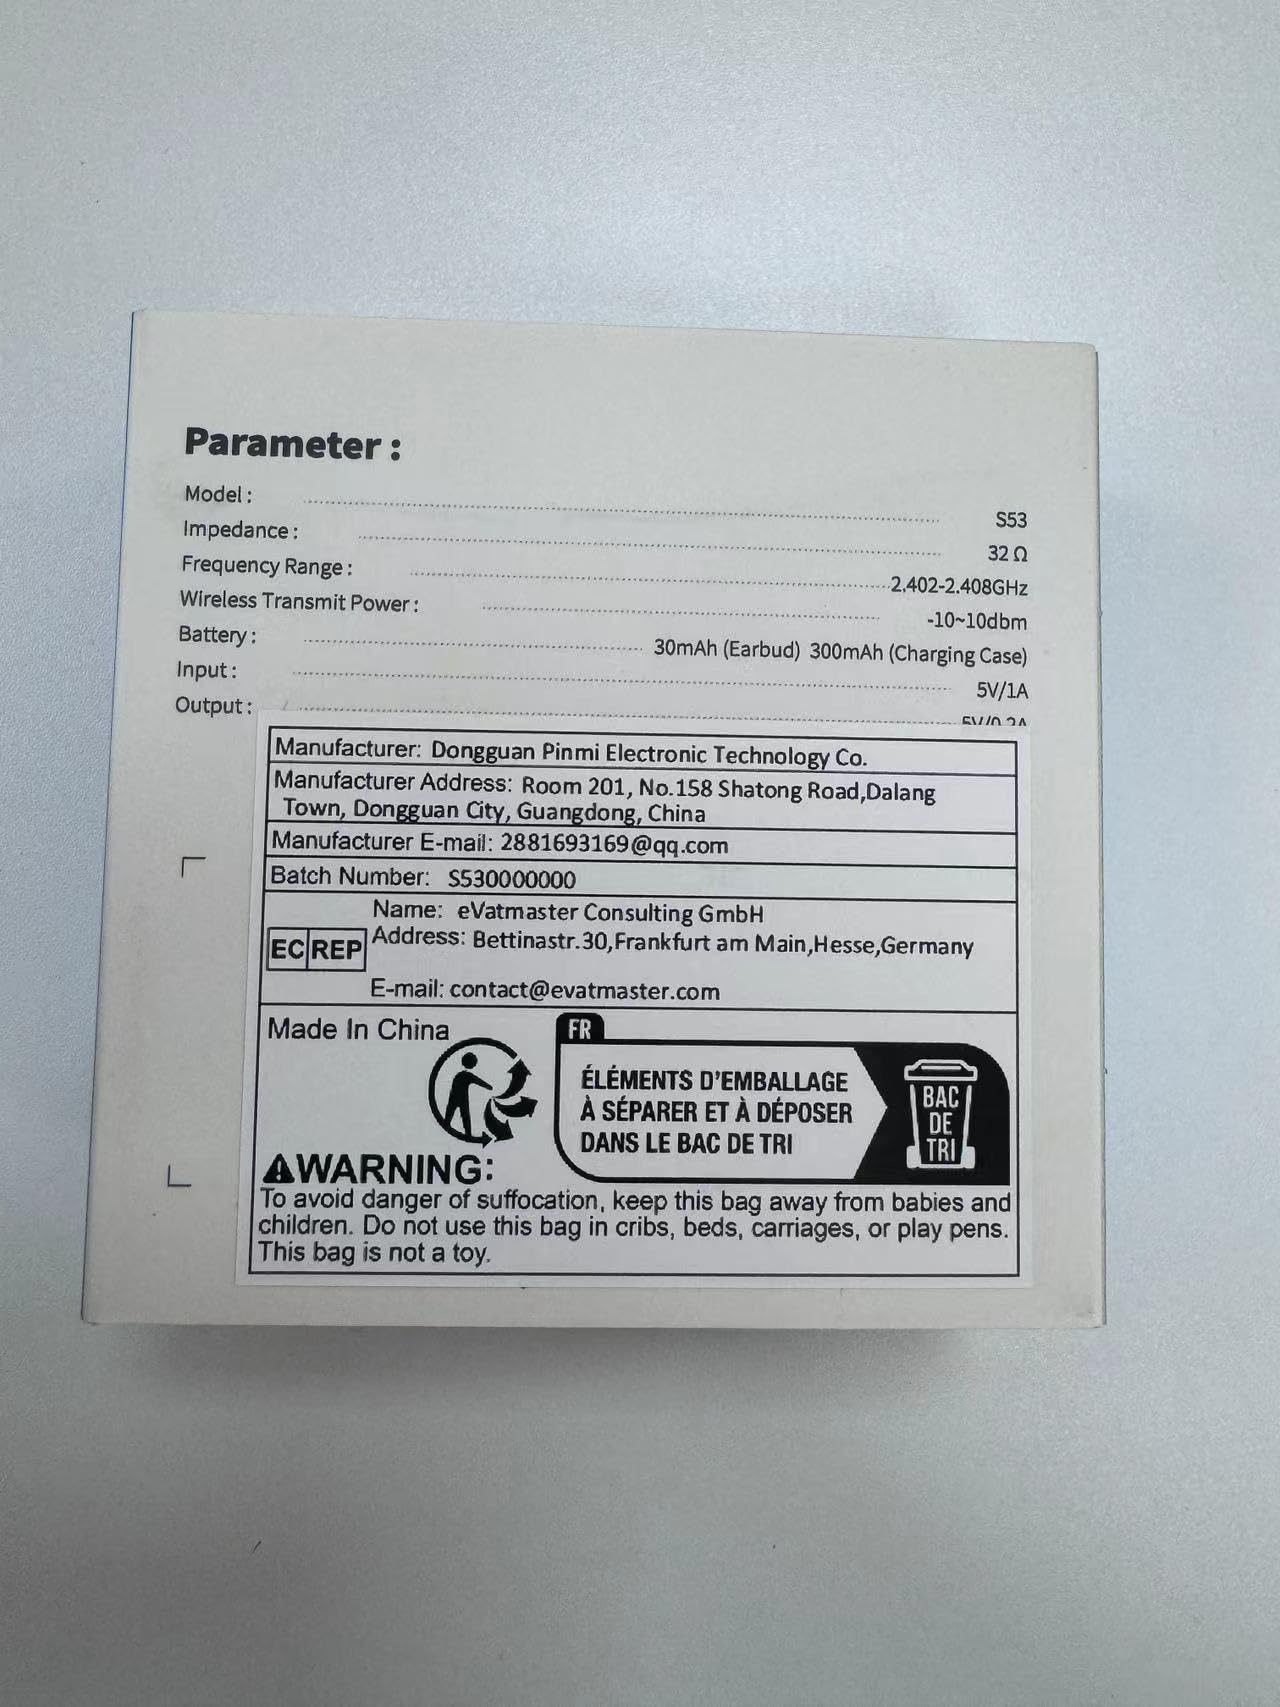 Parameter :
Model : S53
Impedance : 32 Ω
Frequency Range : 2.402-2.408GHz
Wireless Transmit Power : -10~10dbm
Battery : 30mAh (Earbud) 300mAh (Charging Case)
Input : 5V/1A
Output :
Manufacturer: Dongguan Pinmi Electronic Technology Co.
Manufacturer Address: Room 201, No.158 Shatong Road,Dalang
Town, Dongguan City, Guangdong, China
Manufacturer E-mail: 2881693169@qq.com
Batch Number: S530000000
Name: eVatmaster Consulting GmbH
EC REP
Address: Bettinastr.30,Frankfurt am Main,Hesse,Germany
E-mail: contact@evatmaster.com
Made In China
FR
ÉLÉMENTS D'EMBALLAGE
À SÉPARER ET À DÉPOSER
DANS LE BAC DE TRI
BAC
DE
TRI
WARNING:
To avoid danger of suffocation, keep this bag away from babies and
children. Do not use this bag in cribs, beds, carriages, or play pens.
This bag is not a toy.